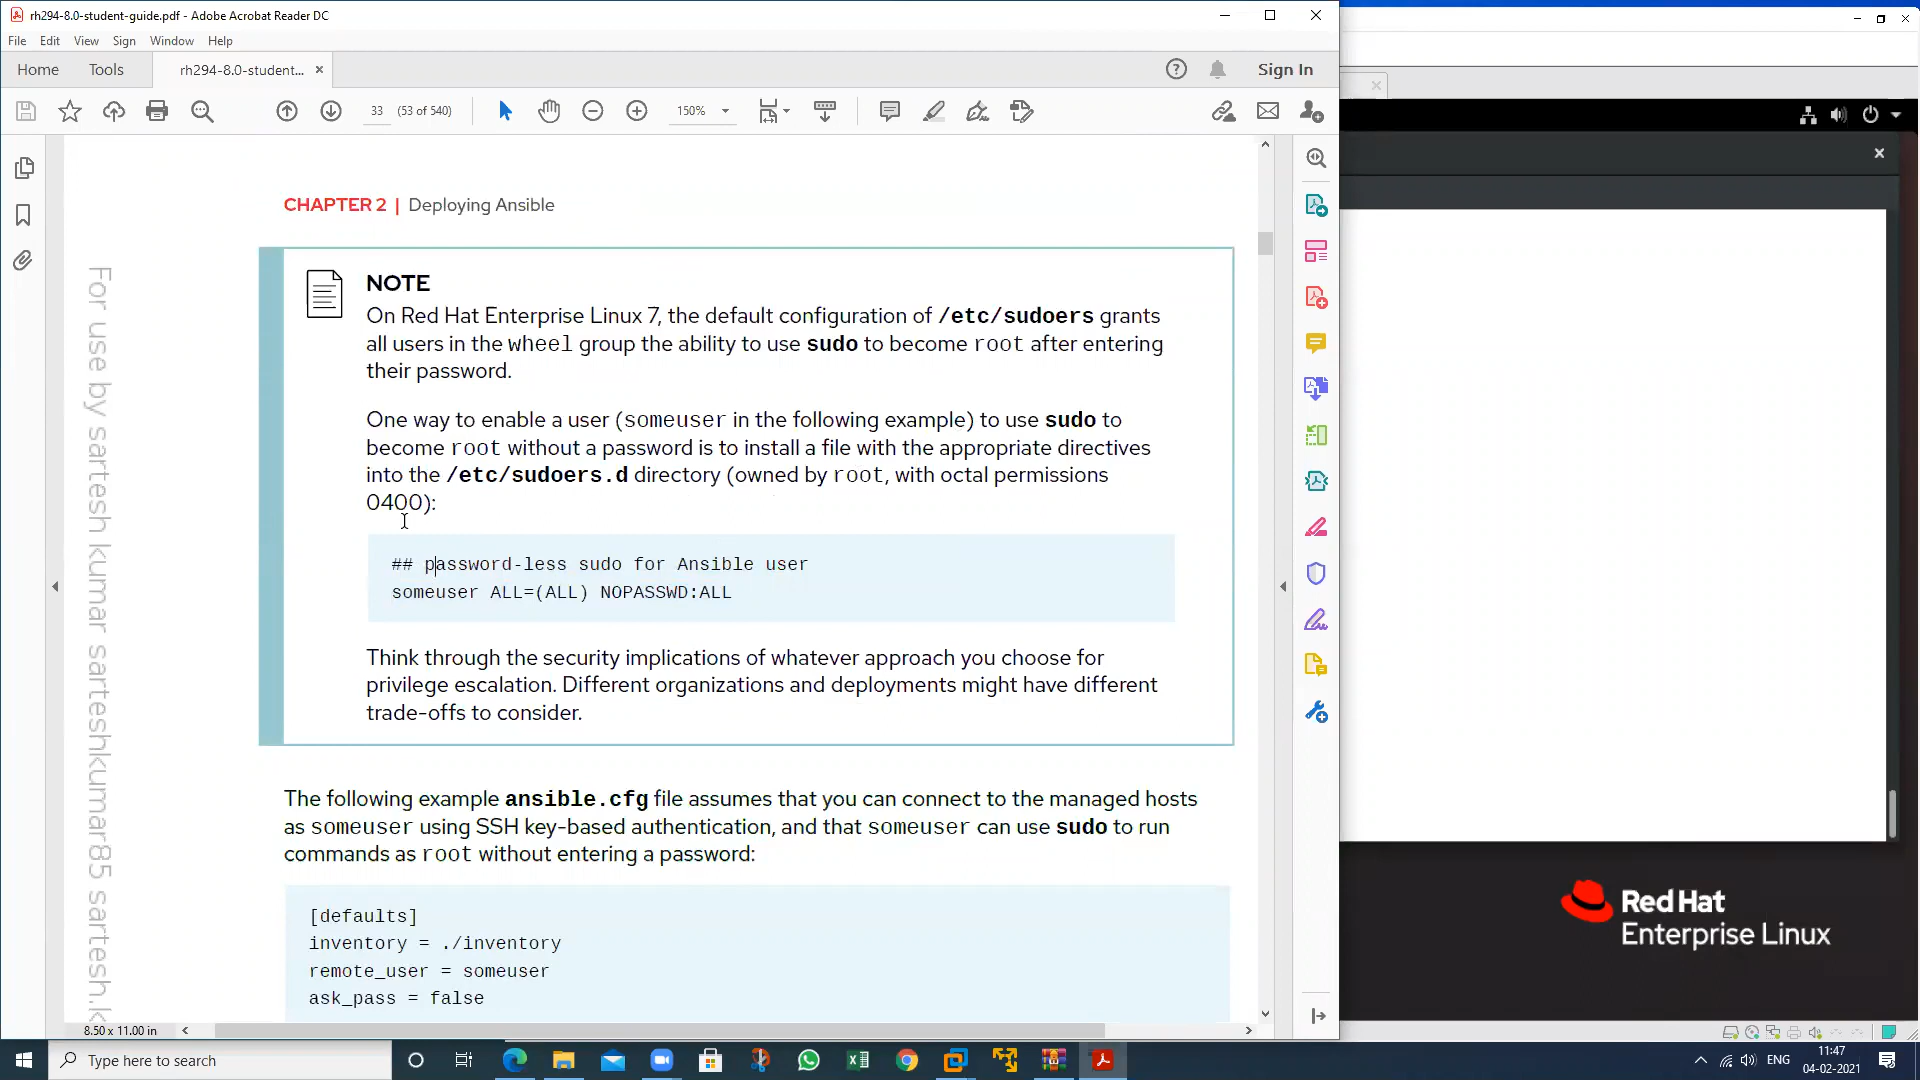 rh294-8.0-student-guide.pdf - Adobe Acrobat Reader DC
File Edit View Sign Window Help
Home Tools rh294-8.0-student... × Sign In
33 (53 of 540) 150%
CHAPTER 2 | Deploying Ansible
NOTE
On Red Hat Enterprise Linux 7, the default configuration of /etc/sudoers grants
all users in the wheel group the ability to use sudo to become root after entering
their password.
One way to enable a user (someuser in the following example) to use sudo to
become root without a password is to install a file with the appropriate directives
into the /etc/sudoers.d directory (owned by root, with octal permissions
0400):
## password-less sudo for Ansible user
someuser ALL=(ALL) NOPASSWD:ALL
Think through the security implications of whatever approach you choose for
privilege escalation. Different organizations and deployments might have different
trade-offs to consider.
The following example ansible.cfg file assumes that you can connect to the managed hosts
as someuser using SSH key-based authentication, and that someuser can use sudo to run
commands as root without entering a password:
[defaults]
inventory = ./inventory
remote_user = someuser
ask_pass = false
For use by sartesh kumar sarteshkumar85 sartesh.k
8.50 x 11.00 in
Red Hat
Enterprise Linux
Type here to search
ENG
11:47
04-02-2021